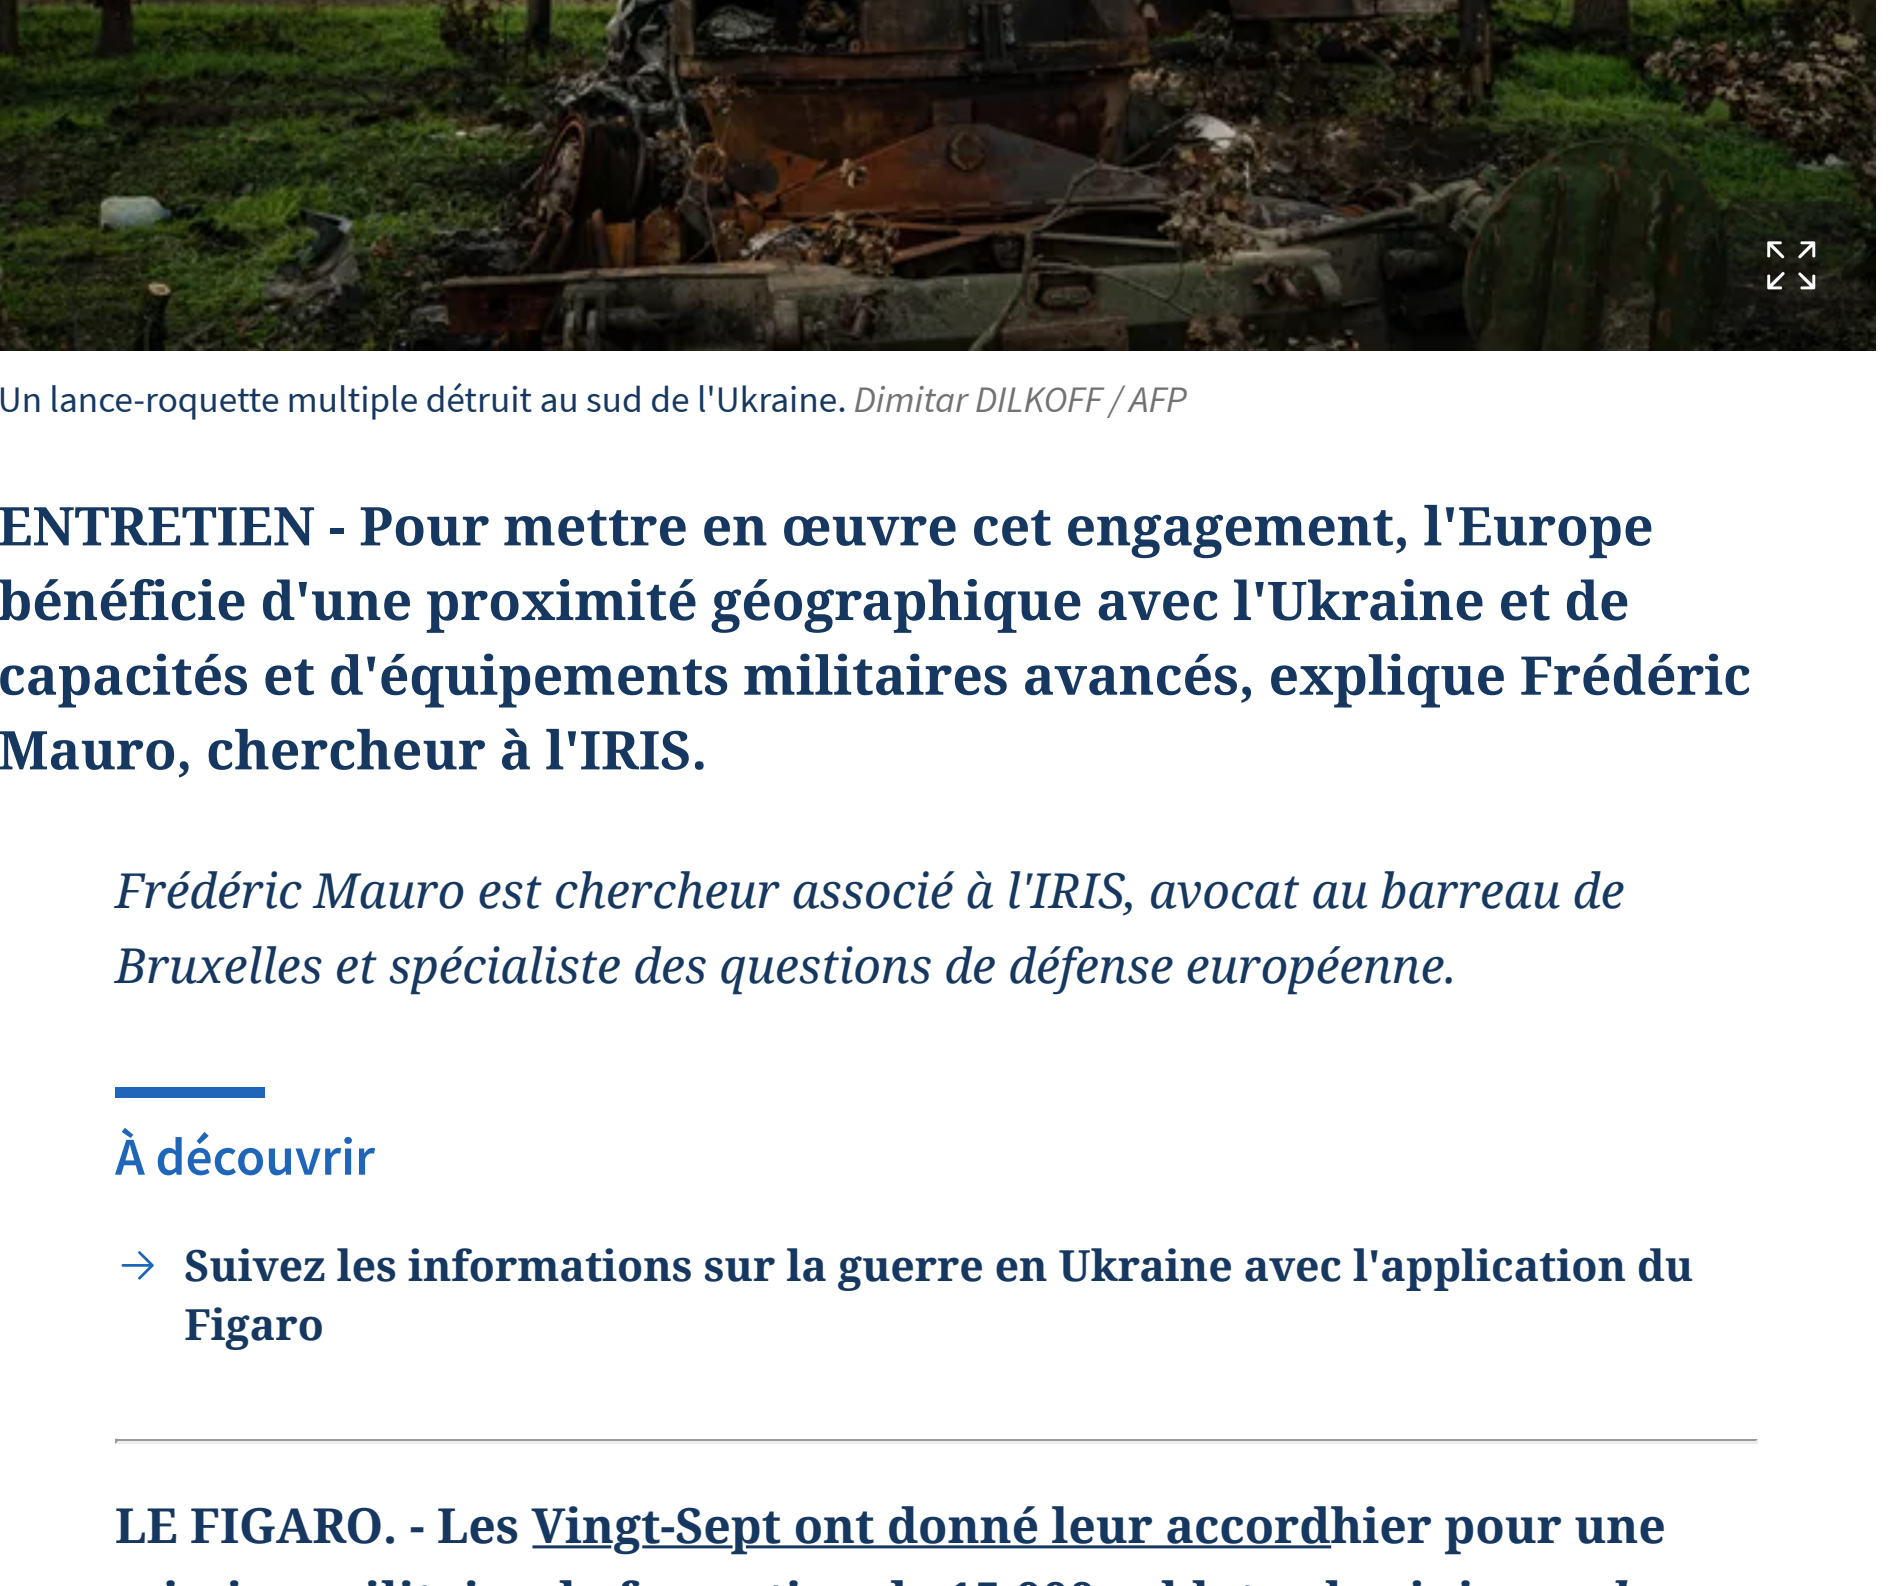 Un lance-roquette multiple détruit au sud de l'Ukraine. Dimitar DILKOFF / AFP
ENTRETIEN - Pour mettre en œuvre cet engagement, l'Europe
bénéficie d'une proximité géographique avec l'Ukraine et de
capacités et d'équipements militaires avancés, explique Frédéric
Mauro, chercheur à l'IRIS.
Frédéric Mauro est chercheur associé à l'IRIS, avocat au barreau de
Bruxelles et spécialiste des questions de défense européenne.
À découvrir
→ Suivez les informations sur la guerre en Ukraine avec l'application du
Figaro
LE FIGARO. - Les Vingt-Sept ont donné leur accordhier pour une